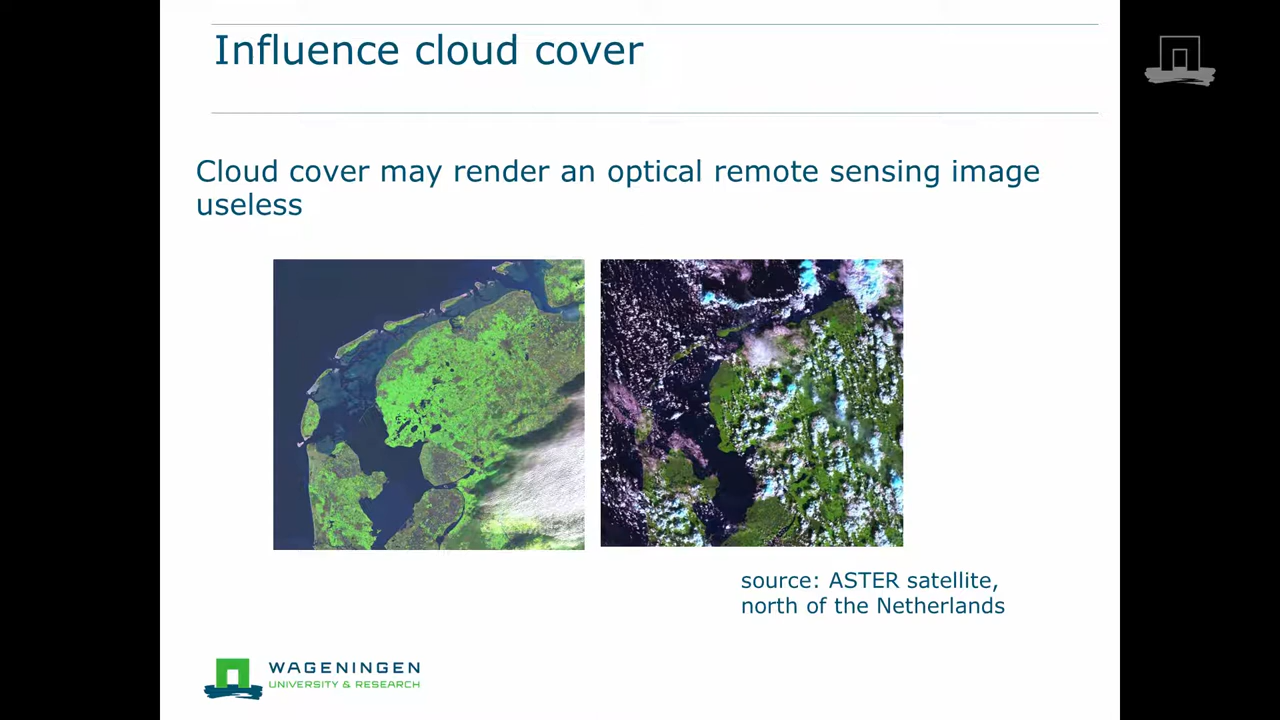 Influence cloud cover
Cloud cover may render an optical remote sensing image
useless
source: ASTER satellite,
north of the Netherlands
WAGENINGEN
UNIVERSITY & RESEARCH